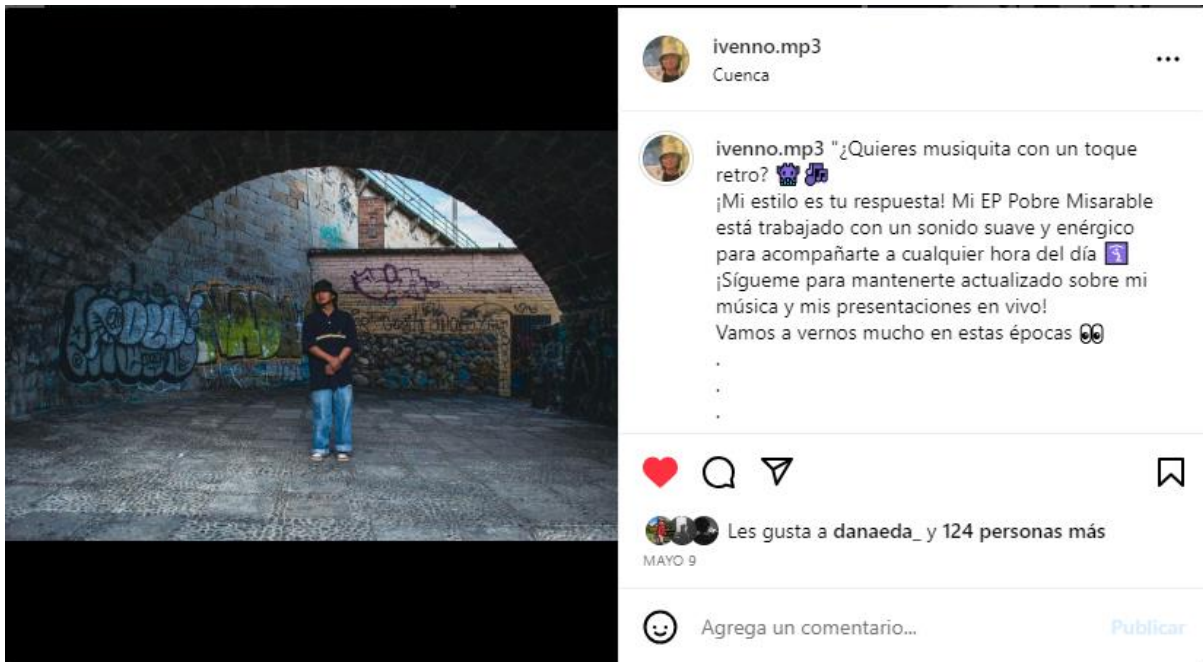 ivenno.mp3
Cuenca
ivenno.mp3 "¿Quieres musiquita con un toque
retro? 👾🎶
¡Mi estilo es tu respuesta! Mi EP Pobre Misarable
está trabajado con un sonido suave y enérgico
para acompañarte a cualquier hora del día 🛐
¡Sígueme para mantenerte actualizado sobre mi
música y mis presentaciones en vivo!
Vamos a vernos mucho en estas épocas 👀
.
.
.
Les gusta a danaeda_ y 124 personas más
MAYO 9
Agrega un comentario...
Publicar